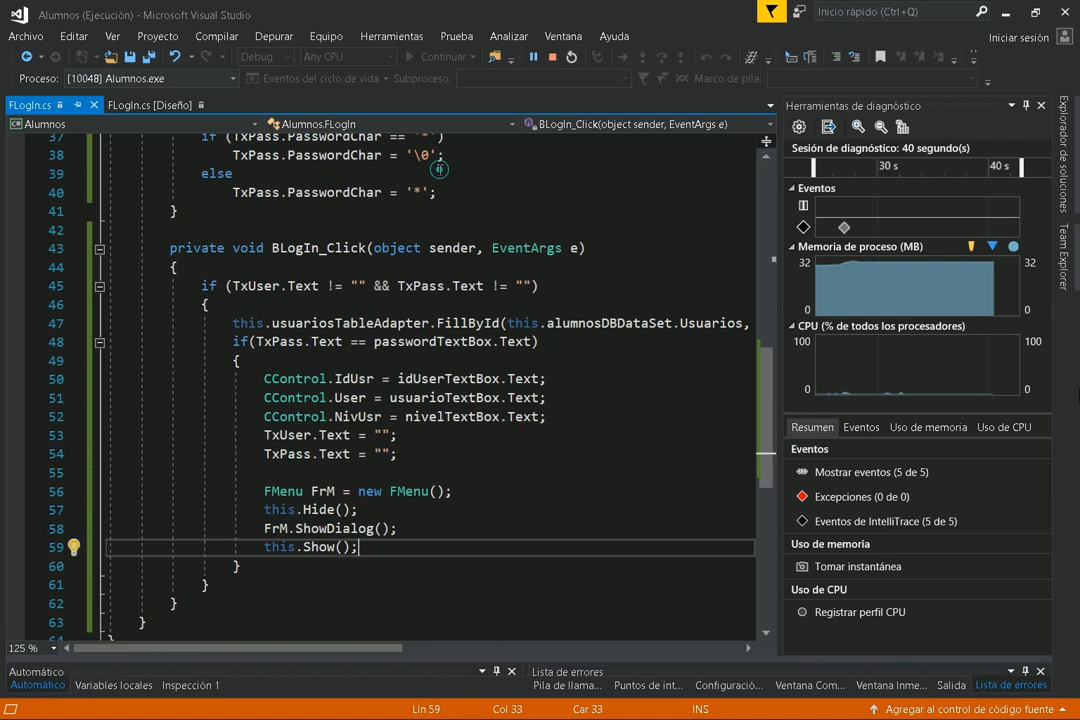 Alumnos (Ejecución) - Microsoft Visual Studio
Inicio rápido (Ctrl+Q)
Archivo Editar Ver Proyecto Compilar Depurar Equipo Herramientas Prueba Analizar Ventana Ayuda
Iniciar sesión
Debug Any CPU Continuar
Proceso: [10048] Alumnos.exe Eventos del ciclo de vida Subproceso: Marco de pila:
FLogIn.cs FLogIn.cs [Diseño]
Alumnos Alumnos.FLogIn BLogIn_Click(object sender, EventArgs e)
37 if (TxPass.PasswordChar == '*')
38 TxPass.PasswordChar = '\0';
39 else
40 TxPass.PasswordChar = '*';
41 }
42
43 private void BLogIn_Click(object sender, EventArgs e)
44 {
45 if (TxUser.Text != "" && TxPass.Text != "")
46 {
47 this.usuariosTableAdapter.FillById(this.alumnosDBDataSet.Usuarios,
48 if(TxPass.Text == passwordTextBox.Text)
49 {
50 CControl.IdUsr = idUserTextBox.Text;
51 CControl.User = usuarioTextBox.Text;
52 CControl.NivUsr = nivelTextBox.Text;
53 TxUser.Text = "";
54 TxPass.Text = "";
55
56 FMenu FrM = new FMenu();
57 this.Hide();
58 FrM.ShowDialog();
59 this.Show();
60 }
61 }
62 }
63 }
64 }
125 %
Herramientas de diagnóstico
Sesión de diagnóstico: 40 segundo(s)
30 s 40 s
Eventos
Memoria de proceso (MB)
32 32
0 0
CPU (% de todos los procesadores)
100 100
0 0
Resumen Eventos Uso de memoria Uso de CPU
Eventos
Mostrar eventos (5 de 5)
Excepciones (0 de 0)
Eventos de IntelliTrace (5 de 5)
Uso de memoria
Tomar instantánea
Uso de CPU
Registrar perfil CPU
Explorador de soluciones
Team Explorer
Automático
Lista de errores
Automático Variables locales Inspección 1
Pila de llama... Puntos de int... Configuració... Ventana Com... Ventana Inme... Salida Lista de errores
Lín 59 Col 33 Car 33 INS
Agregar al control de código fuente